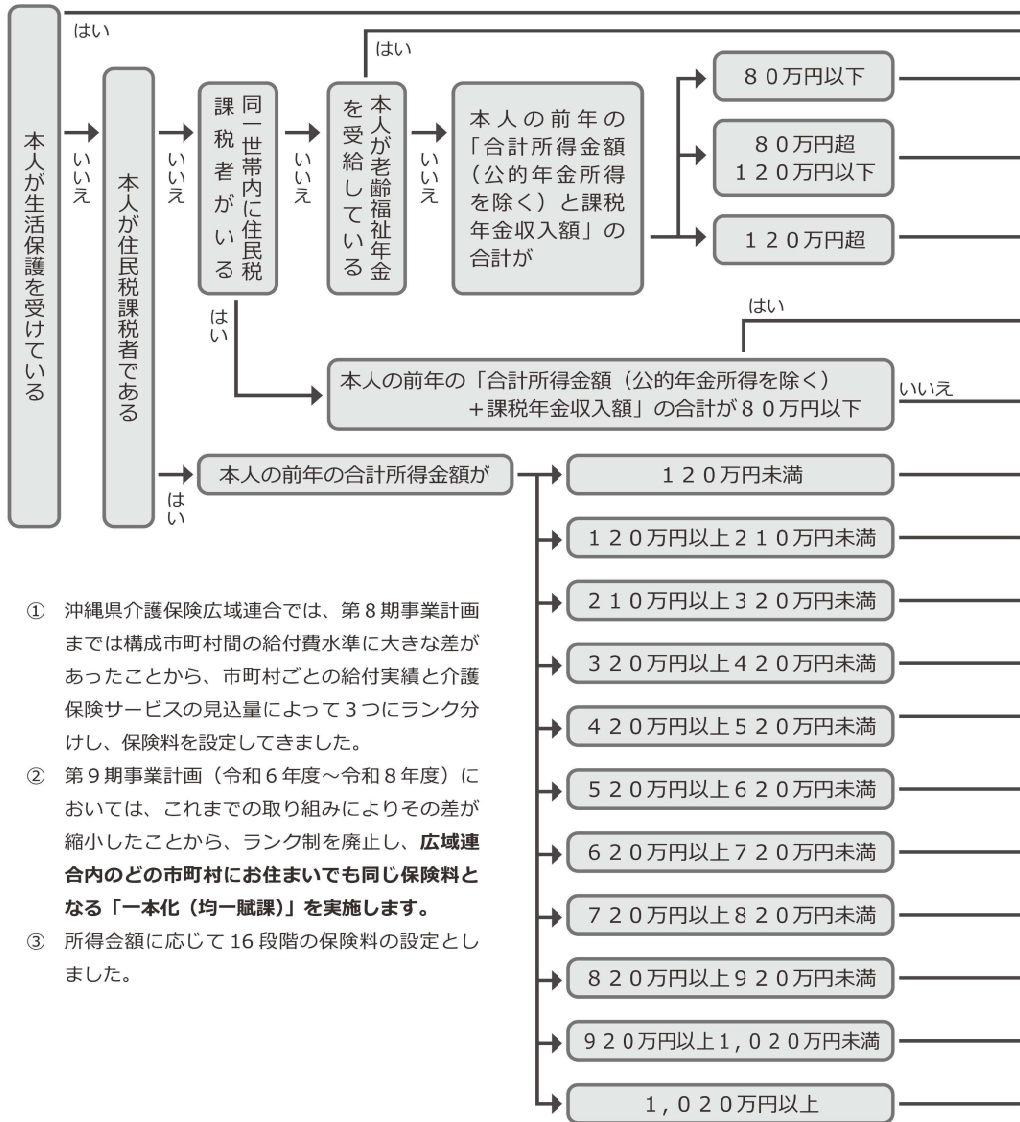 本人が生活保護を受けている
はい
いいえ
本人が住民税課税者である
いいえ
はい
同一世帯内に住民税
課税者がいる
いいえ
はい
本人が老齢福祉年金
を受給している
はい
いいえ
本人の前年の
「合計所得金額
（公的年金所得
を除く）と課税
年金収入額」の
合計が
80万円以下
80万円超
120万円以下
120万円超
はい
本人の前年の「合計所得金額（公的年金所得を除く）
＋課税年金収入額」の合計が80万円以下
いいえ
本人の前年の合計所得金額が
120万円未満
120万円以上210万円未満
210万円以上320万円未満
320万円以上420万円未満
420万円以上520万円未満
520万円以上620万円未満
620万円以上720万円未満
720万円以上820万円未満
820万円以上920万円未満
920万円以上1,020万円未満
1,020万円以上
① 沖縄県介護保険広域連合では、第8期事業計画
までは構成市町村間の給付費水準に大きな差が
あったことから、市町村ごとの給付実績と介護
保険サービスの見込量によって3つにランク分
けし、保険料を設定してきました。
② 第9期事業計画（令和6年度～令和8年度）に
おいては、これまでの取り組みによりその差が
縮小したことから、ランク制を廃止し、広域連
合内のどの市町村にお住まいでも同じ保険料と
なる「一本化（均一賦課）」を実施します。
③ 所得金額に応じて16段階の保険料の設定とし
ました。